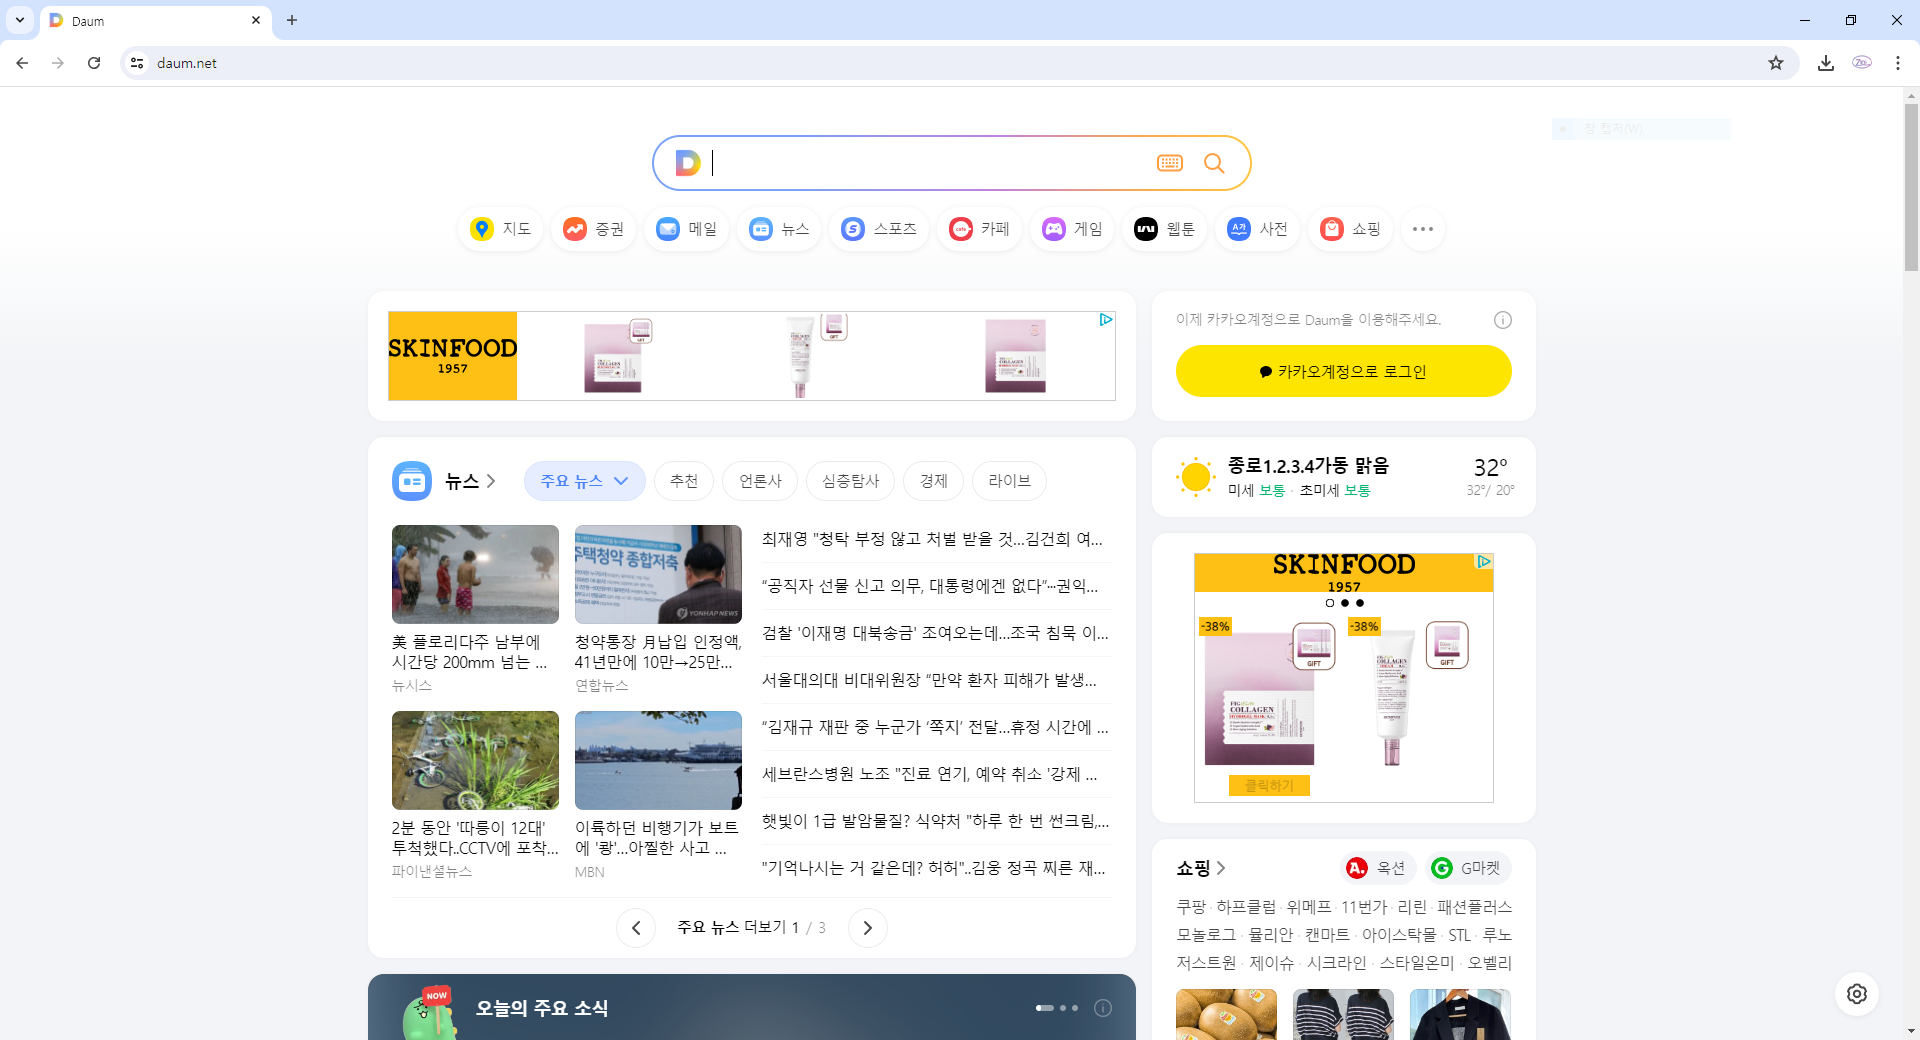 Daum
daum.net
창 캡처(W)
지도
증권
메일
뉴스
스포츠
카페
게임
웹툰
사전
쇼핑
SKINFOOD
1957
GIFT
이제 카카오계정으로 Daum을 이용해주세요.
카카오계정으로 로그인
뉴스
주요 뉴스
추천
언론사
심층탐사
경제
라이브
종로1.2.3.4가동 맑음
미세 보통 · 초미세 보통
32°
32°/ 20°
주택청약 종합저축
YONHAP NEWS
美 플로리다주 남부에
시간당 200mm 넘는 ...
뉴시스
청약통장 月납입 인정액,
41년만에 10만→25만...
연합뉴스
2분 동안 '따릉이 12대'
투척했다..CCTV에 포착...
파이낸셜뉴스
이륙하던 비행기가 보트
에 '쾅'…아찔한 사고 ...
MBN
최재영 "청탁 부정 않고 처벌 받을 것…김건희 여...
“공직자 선물 신고 의무, 대통령에겐 없다”…권익...
검찰 '이재명 대북송금' 조여오는데…조국 침묵 이...
서울대의대 비대위원장 “만약 환자 피해가 발생...
“김재규 재판 중 누군가 ‘쪽지’ 전달…휴정 시간에 ...
세브란스병원 노조 "진료 연기, 예약 취소 '강제 ...
햇빛이 1급 발암물질? 식약처 "하루 한 번 썬크림,...
"기억나시는 거 같은데? 허허"..김웅 정곡 찌른 재...
주요 뉴스 더보기 1 / 3
SKINFOOD
1957
-38%
-38%
GIFT
GIFT
COLLAGEN
COLLAGEN
클릭하기
쇼핑
옥션
G마켓
쿠팡 · 하프클럽 · 위메프 · 11번가 · 리린 · 패션플러스
모놀로그 · 뮬리안 · 캔마트 · 아이스탁몰 · STL · 루노
저스트원 · 제이슈 · 시크라인 · 스타일온미 · 오벨리
NOW
오늘의 주요 소식